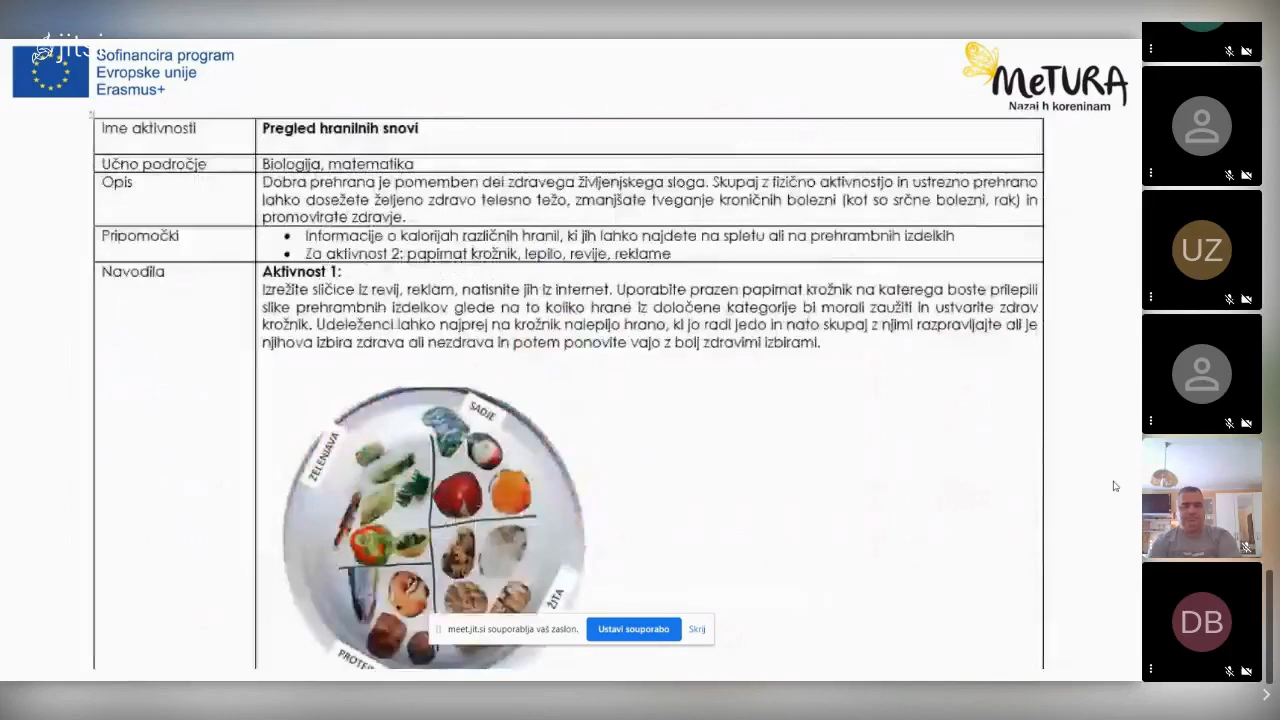 jitsi
Sofinancira program
Evropske unije
Erasmus+
MeTURA
Nazaj h koreninam
Ime aktivnosti
Pregled hranilnih snovi
Učno področje
Biologija, matematika
Opis
Dobra prehrana je pomemben del zdravega življenjskega sloga. Skupaj z fizično aktivnostjo in ustrezno prehrano
lahko dosežete željeno zdravo telesno težo, zmanjšate tveganje kroničnih bolezni (kot so srčne bolezni, rak) in
promovirate zdravje.
Pripomočki
• Informacije o kalorijah različnih hranil, ki jih lahko najdete na spletu ali na prehrambnih izdelkih
• Za aktivnost 2: papirnat krožnik, lepilo, revije, reklame
Navodila
Aktivnost 1:
Izrežite sličice iz revij, reklam, natisnite jih iz internet. Uporabite prazen papirnat krožnik na katerega boste prilepili
slike prehrambnih izdelkov glede na to koliko hrane iz določene kategorije bi morali zaužiti in ustvarite zdrav
krožnik. Udeleženci lahko najprej na krožnik nalepijo hrano, ki jo radi jedo in nato skupaj z njimi razpravljajte ali je
njihova izbira zdrava ali nezdrava in potem ponovite vajo z bolj zdravimi izbirami.
SADJE
ZELENJAVA
ŽITA
PROTEI
meet.jit.si souporablja vaš zaslon.
Ustavi souporabo
Skrij
UZ
DB